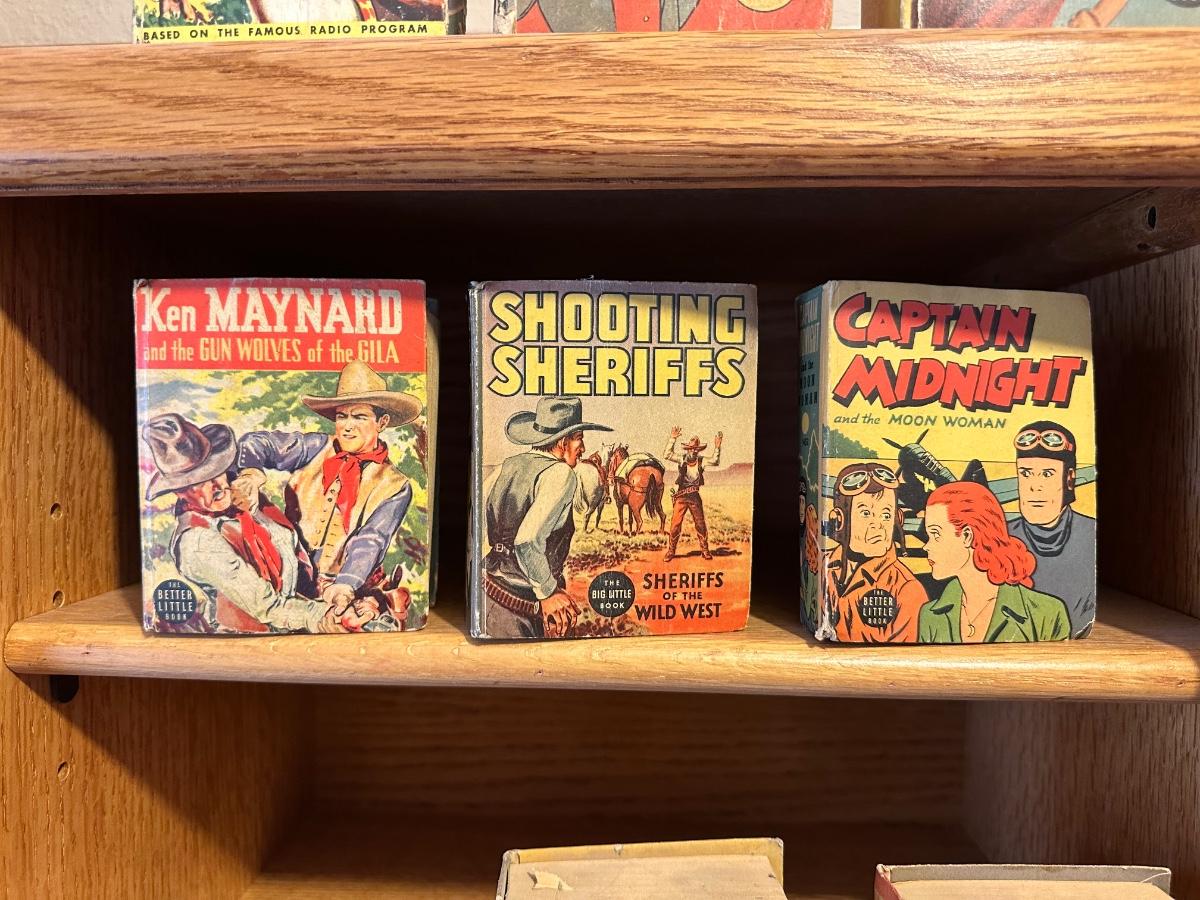 BASED ON THE FAMOUS RADIO PROGRAM
Ken MAYNARD
and the GUN WOLVES of the GILA
THE
BETTER
LITTLE
BOOK
SHOOTING
SHERIFFS
THE
BIG LITTLE
BOOK
SHERIFFS
OF THE
WILD WEST
CAPTAIN
MIDNIGHT
and the MOON WOMAN
THE
BETTER
LITTLE
BOOK